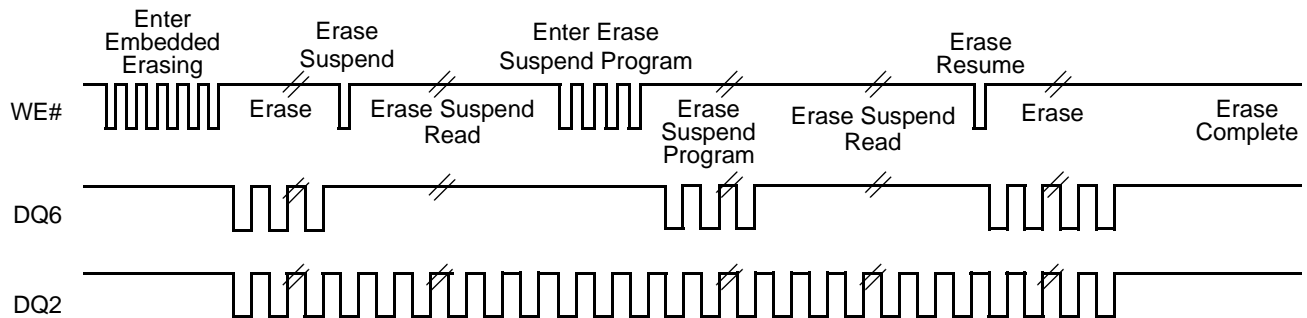 Enter
Embedded
Erasing
Erase
Suspend
Enter Erase
Suspend Program
Erase
Resume
WE#
Erase
Erase Suspend
Read
Erase
Suspend
Program
Erase Suspend
Read
Erase
Erase
Complete
DQ6
DQ2